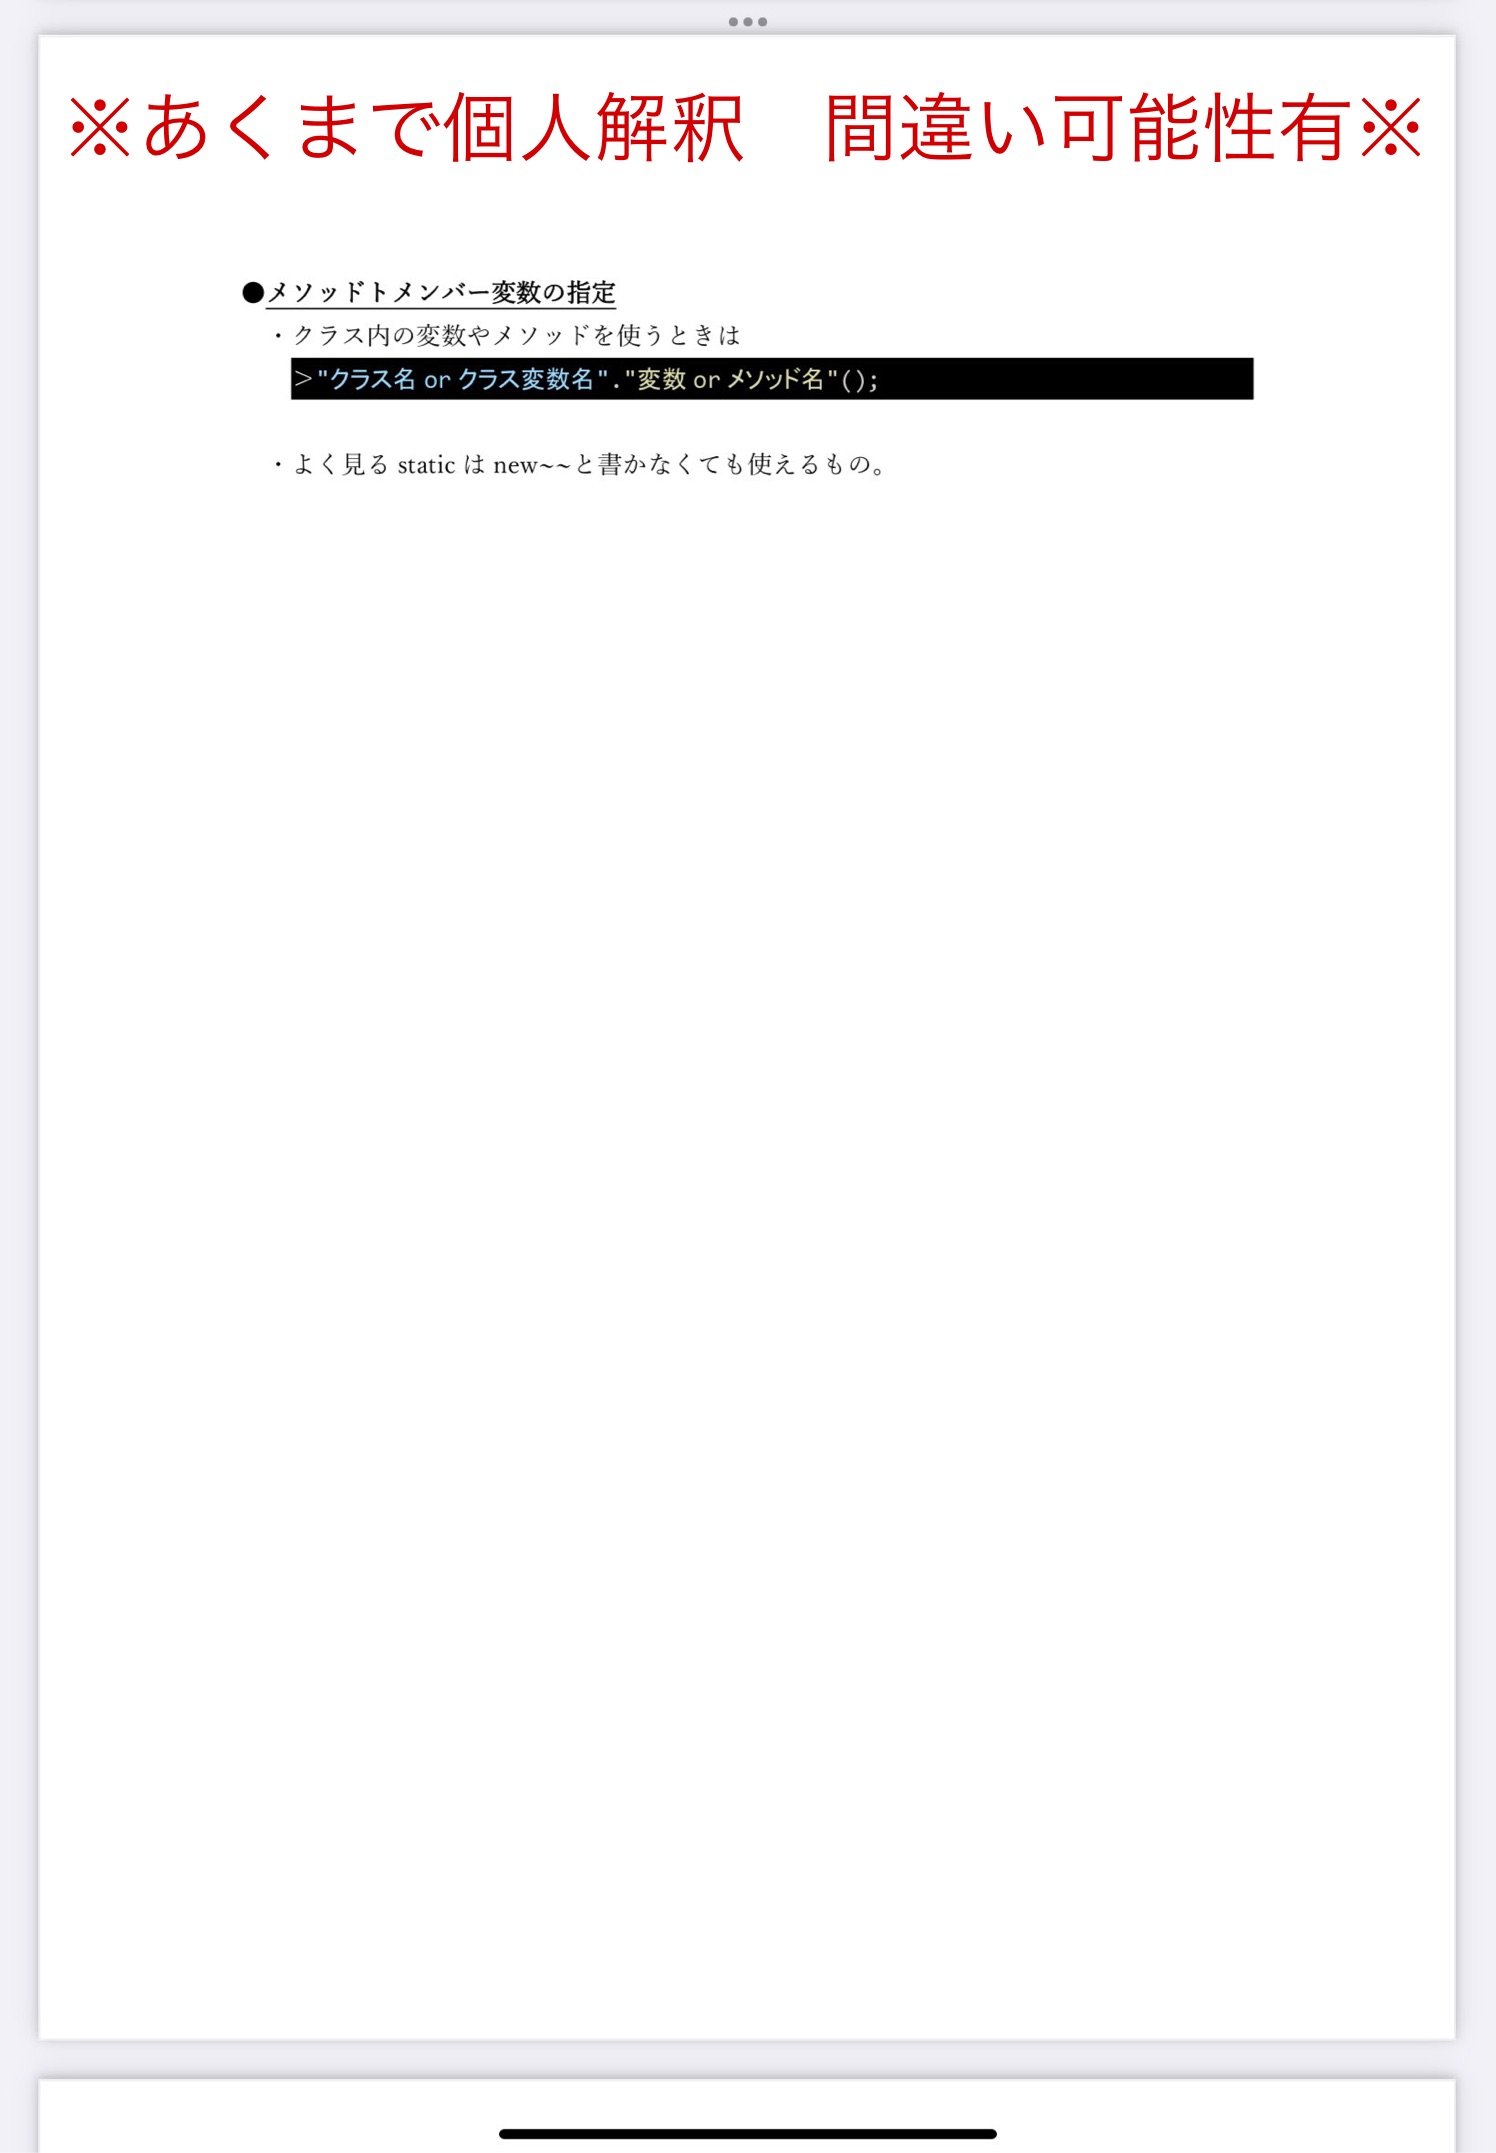 ※あくまで個人解釈　間違い可能性有※
●メソッドトメンバー変数の指定
・クラス内の変数やメソッドを使うときは
＞"クラス名 or クラス変数名"."変数 or メソッド名"();
・よく見る static は new~~と書かなくても使えるもの。